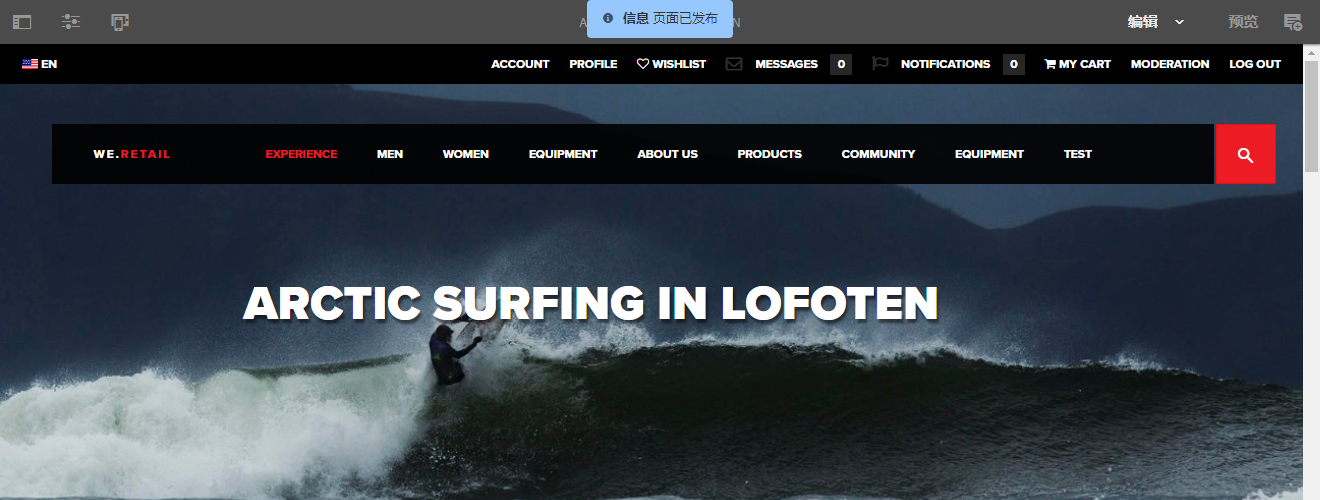 信息 页面已发布
编辑
预览
EN
ACCOUNT
PROFILE
WISHLIST
MESSAGES 0
NOTIFICATIONS 0
MY CART
MODERATION
LOG OUT
WE.RETAIL
EXPERIENCE
MEN
WOMEN
EQUIPMENT
ABOUT US
PRODUCTS
COMMUNITY
EQUIPMENT
TEST
ARCTIC SURFING IN LOFOTEN